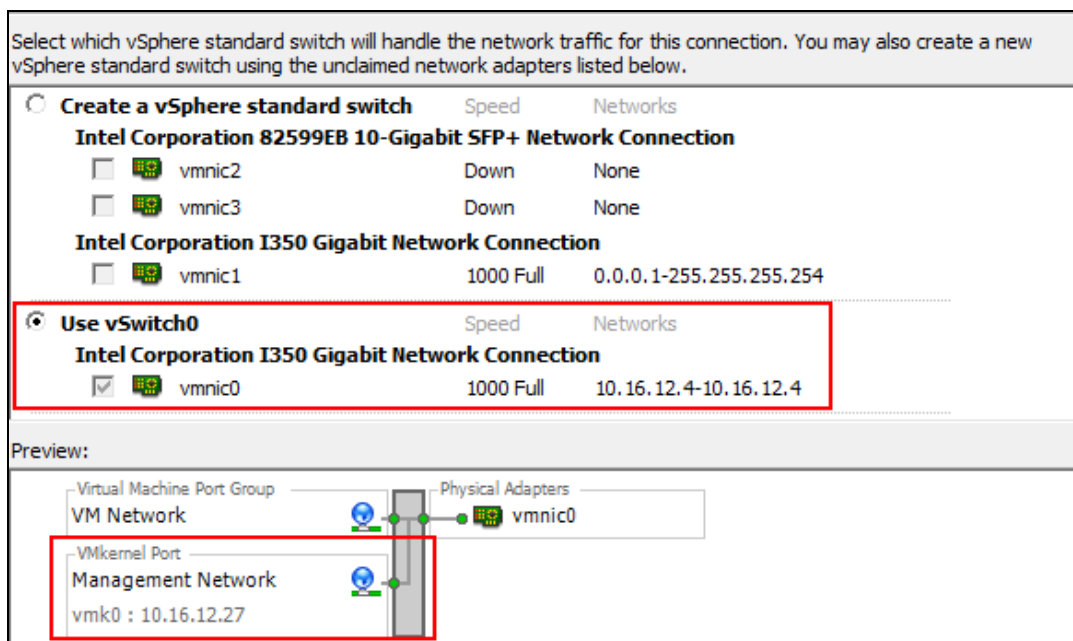 Select which vSphere standard switch will handle the network traffic for this connection. You may also create a new
vSphere standard switch using the unclaimed network adapters listed below.
Create a vSphere standard switch Speed Networks
Intel Corporation 82599EB 10-Gigabit SFP+ Network Connection
vmnic2 Down None
vmnic3 Down None
Intel Corporation I350 Gigabit Network Connection
vmnic1 1000 Full 0.0.0.1-255.255.255.254
Use vSwitch0 Speed Networks
Intel Corporation I350 Gigabit Network Connection
vmnic0 1000 Full 10.16.12.4-10.16.12.4
Preview:
Virtual Machine Port Group Physical Adapters
VM Network vmnic0
VMkernel Port
Management Network
vmk0 : 10.16.12.27